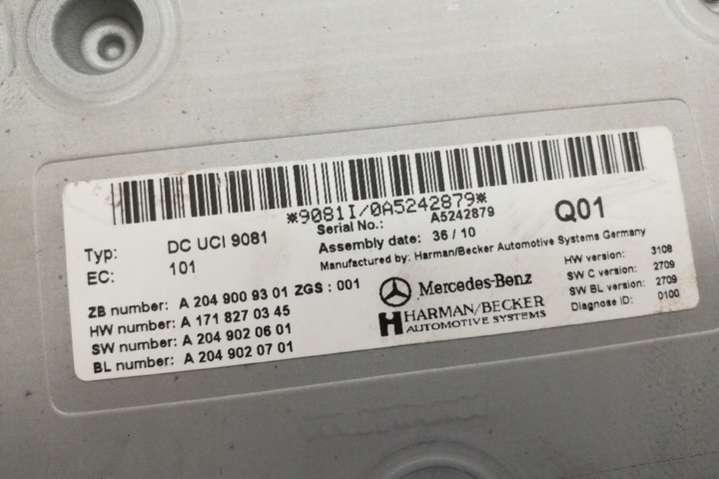 *9081I/0A5242879*
Typ: DC UCI 9081
Serial No.: A5242879
Q01
EC: 101
Assembly date: 36 / 10
Manufactured by: Harman/Becker Automotive Systems Germany
ZB number: A 204 900 93 01 ZGS : 001
HW number: A 171 827 03 45
SW number: A 204 902 06 01
BL number: A 204 902 07 01
Mercedes-Benz
HARMAN/BECKER
AUTOMOTIVE SYSTEMS
HW version: 3108
SW C version: 2709
SW BL version: 2709
Diagnose ID: 0100